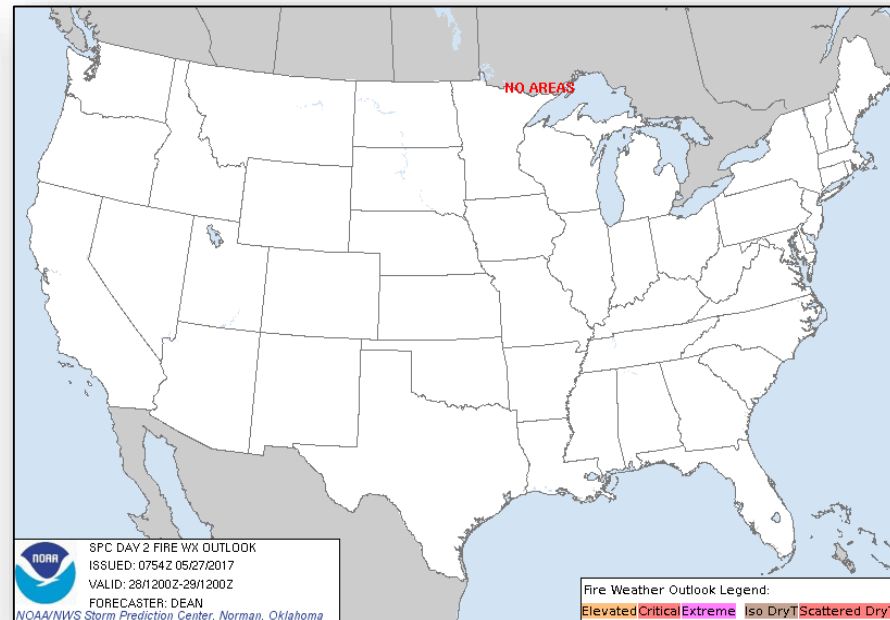 NO AREAS
NOAA
SPC DAY 2 FIRE WX OUTLOOK
ISSUED: 0754Z 05/27/2017
VALID: 28/1200Z-29/1200Z
FORECASTER: DEAN
NOAA/NWS Storm Prediction Center, Norman, Oklahoma
Fire Weather Outlook Legend:
Elevated Critical Extreme Iso DryT Scattered DryT